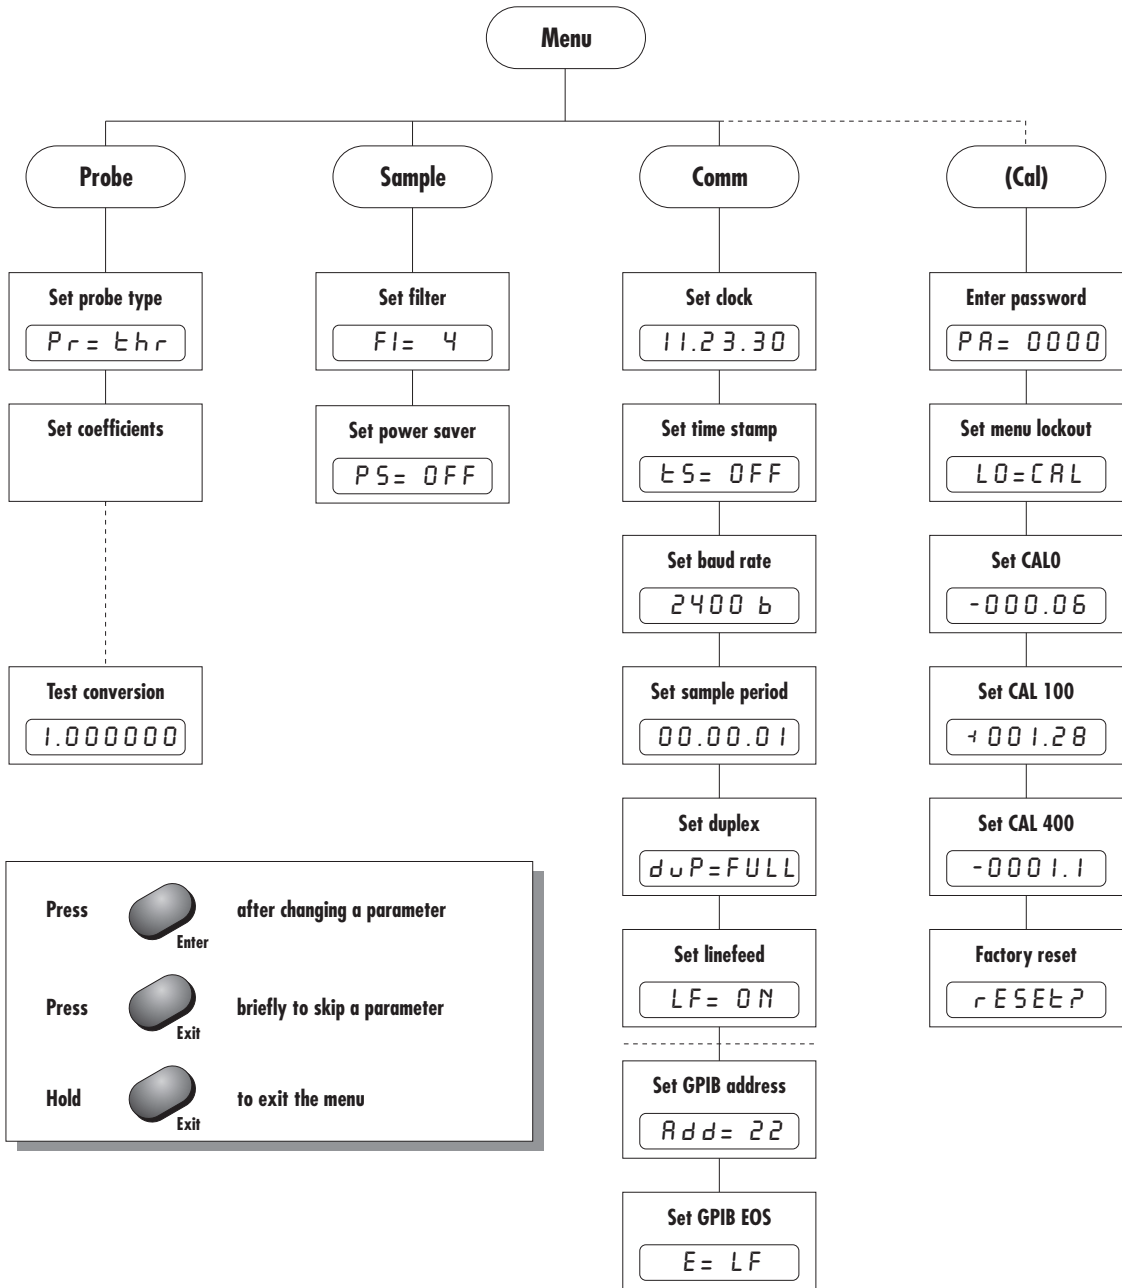 Menu
Probe
Sample
Comm
(Cal)
Set probe type
Pr= thr
Set coefficients
Test conversion
1.000000
Set filter
FI= 4
Set power saver
PS= OFF
Set clock
11.23.30
Set time stamp
tS= OFF
Set baud rate
2400 b
Set sample period
00.00.01
Set duplex
duP=FULL
Set linefeed
LF= ON
Set GPIB address
Add= 22
Set GPIB EOS
E= LF
Enter password
PA= 0000
Set menu lockout
LO=CAL
Set CAL0
-000.06
Set CAL 100
+001.28
Set CAL 400
-0001.1
Factory reset
rESEt?
Press Enter after changing a parameter
Press Exit briefly to skip a parameter
Hold Exit to exit the menu